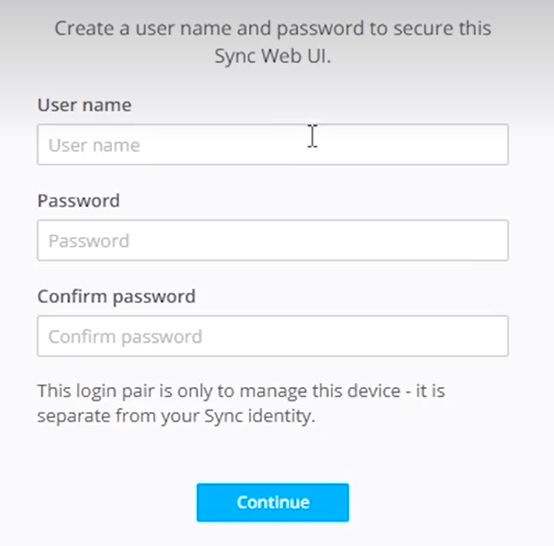 Create a user name and password to secure this
Sync Web UI.
User name
User name
Password
Password
Confirm password
Confirm password
This login pair is only to manage this device - it is
separate from your Sync identity.
Continue